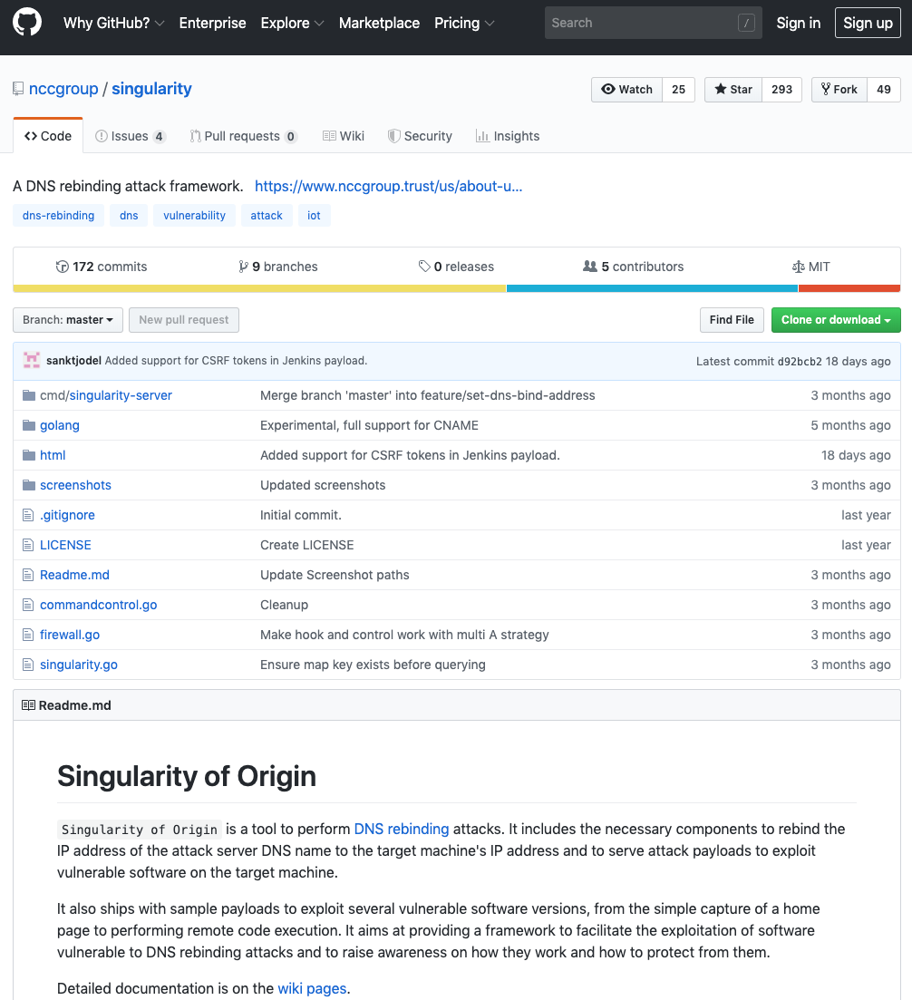 Why GitHub? Enterprise Explore Marketplace Pricing Search / Sign in Sign up
nccgroup / singularity Watch 25 Star 293 Fork 49
Code Issues 4 Pull requests 0 Wiki Security Insights
A DNS rebinding attack framework. https://www.nccgroup.trust/us/about-u...
dns-rebinding dns vulnerability attack iot
172 commits 9 branches 0 releases 5 contributors MIT
Branch: master New pull request Find File Clone or download
sanktjodel Added support for CSRF tokens in Jenkins payload. Latest commit d92bcb2 18 days ago
cmd/singularity-server Merge branch 'master' into feature/set-dns-bind-address 3 months ago
golang Experimental, full support for CNAME 5 months ago
html Added support for CSRF tokens in Jenkins payload. 18 days ago
screenshots Updated screenshots 3 months ago
.gitignore Initial commit. last year
LICENSE Create LICENSE last year
Readme.md Update Screenshot paths 3 months ago
commandcontrol.go Cleanup 3 months ago
firewall.go Make hook and control work with multi A strategy 3 months ago
singularity.go Ensure map key exists before querying 3 months ago
Readme.md
Singularity of Origin
Singularity of Origin is a tool to perform DNS rebinding attacks. It includes the necessary components to rebind the
IP address of the attack server DNS name to the target machine's IP address and to serve attack payloads to exploit
vulnerable software on the target machine.
It also ships with sample payloads to exploit several vulnerable software versions, from the simple capture of a home
page to performing remote code execution. It aims at providing a framework to facilitate the exploitation of software
vulnerable to DNS rebinding attacks and to raise awareness on how they work and how to protect from them.
Detailed documentation is on the wiki pages.